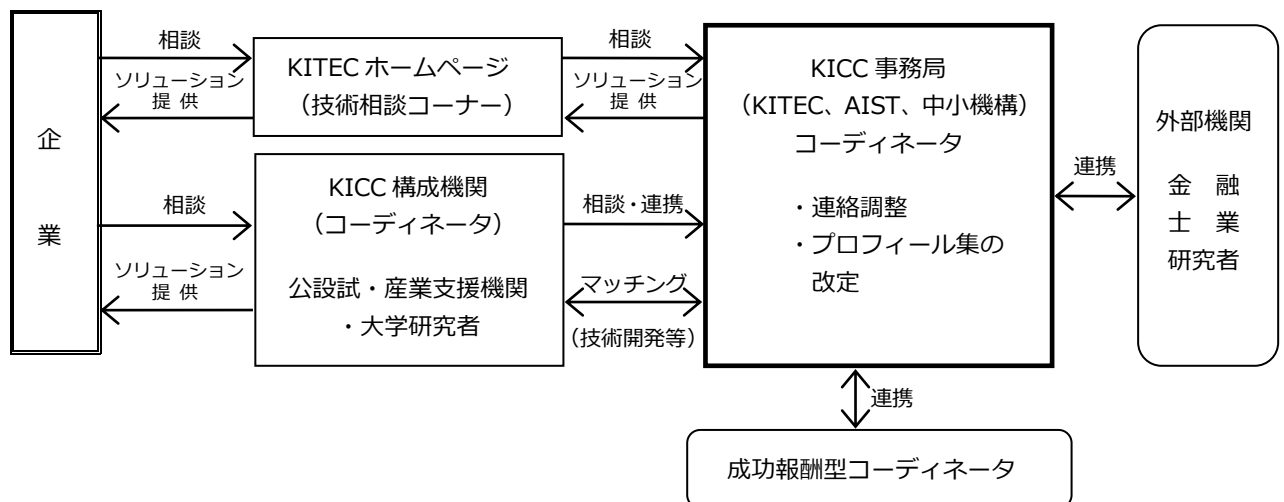 企
業
相談
ソリューション
提 供
相談
ソリューション
提 供
KITEC ホームページ
（技術相談コーナー）
KICC 構成機関
（コーディネータ）
公設試・産業支援機関
・大学研究者
相談
ソリューション
提 供
相談・連携
マッチング
（技術開発等）
KICC 事務局
（KITEC、AIST、中小機構）
コーディネータ
・連絡調整
・プロフィール集の
改定
連携
外部機関
金　融
士　業
研究者
連携
成功報酬型コーディネータ